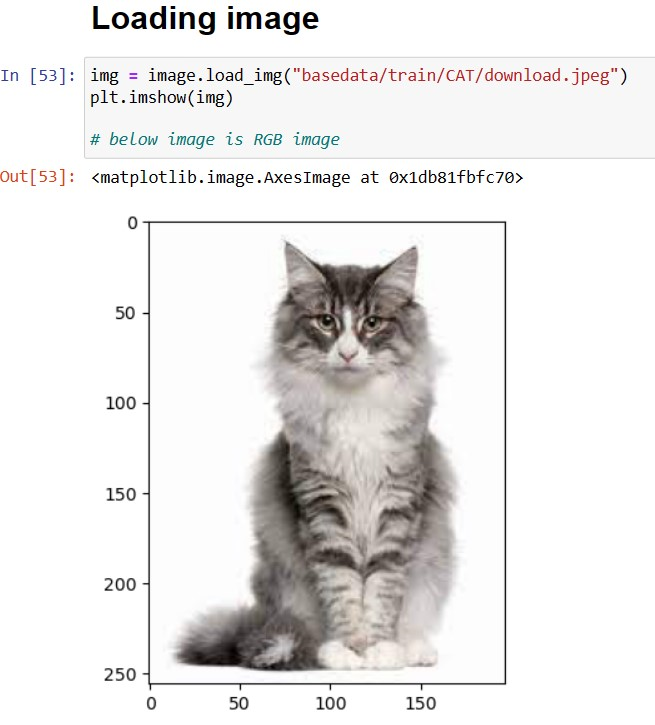 Loading image
In [53]: img = image.load_img("basedata/train/CAT/download.jpeg")
plt.imshow(img)
# below image is RGB image
Out[53]: <matplotlib.image.AxesImage at 0x1db81fbfc70>
0
50
100
150
200
250
0 50 100 150